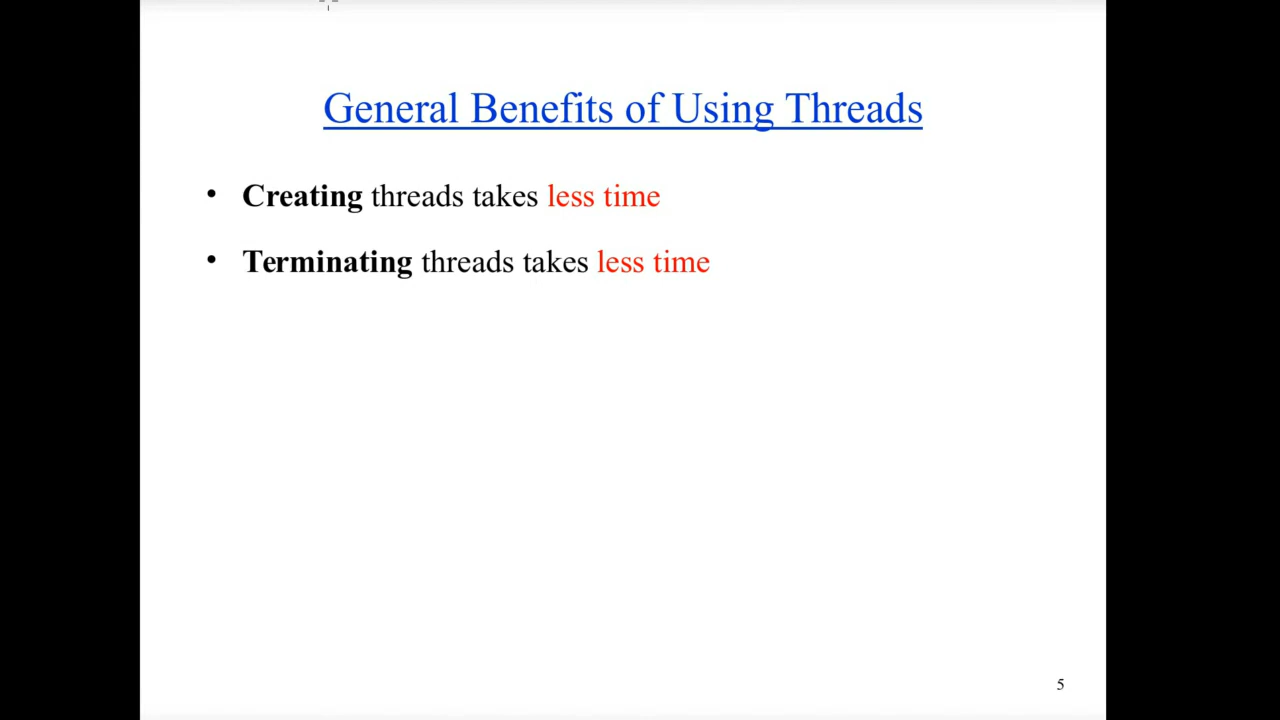 General Benefits of Using Threads
• Creating threads takes less time
• Terminating threads takes less time
5